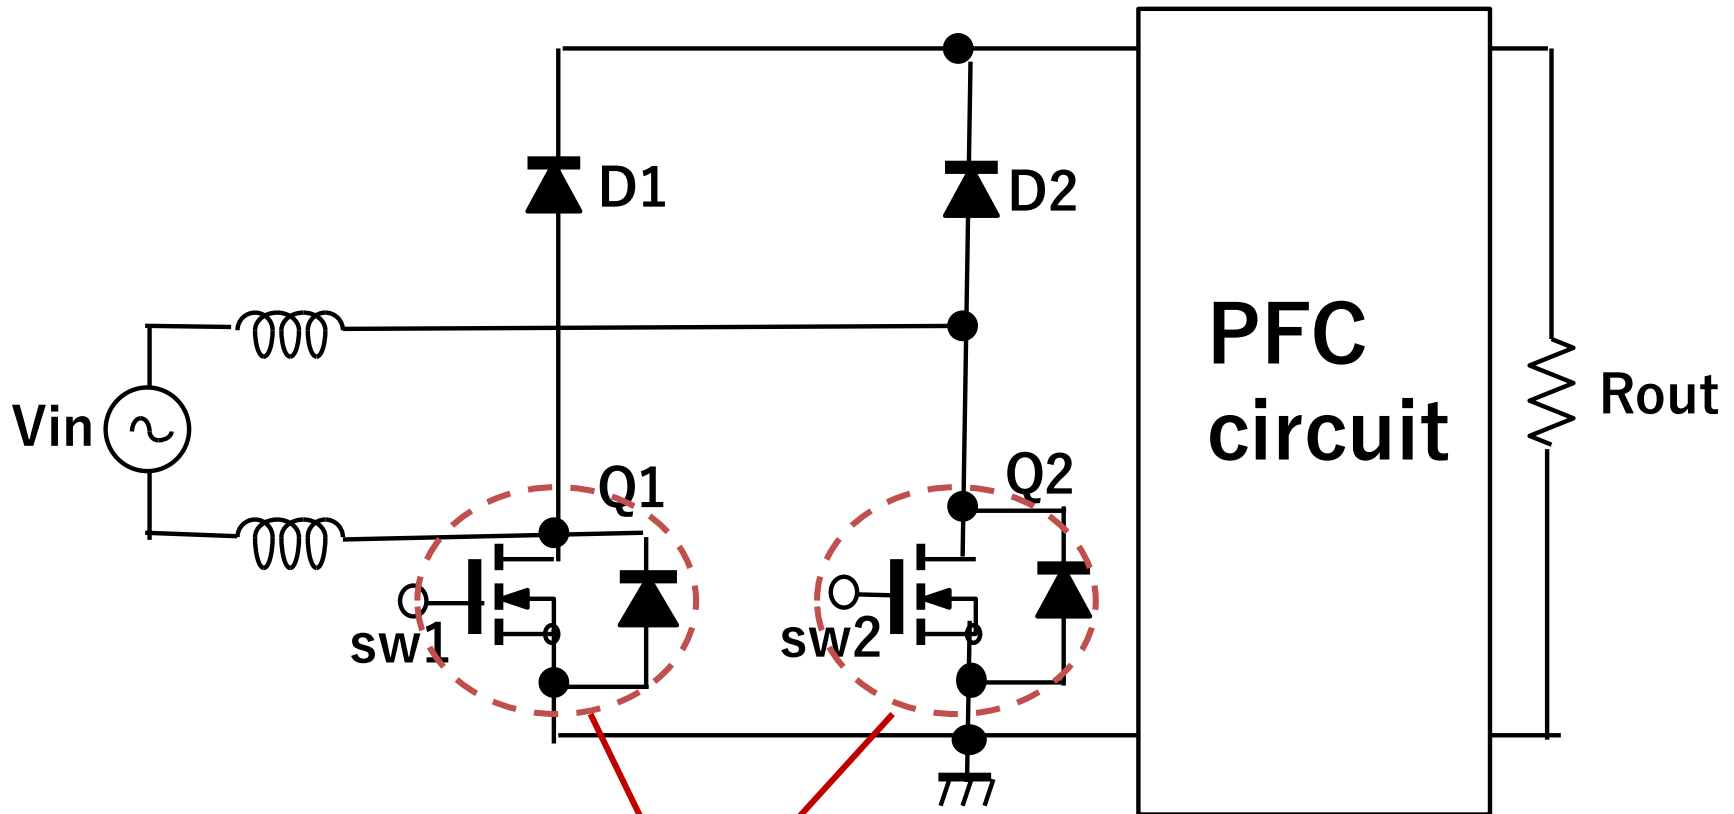 D1
D2
PFC
circuit
Vin
Rout
Q1
Q2
sw1
sw2